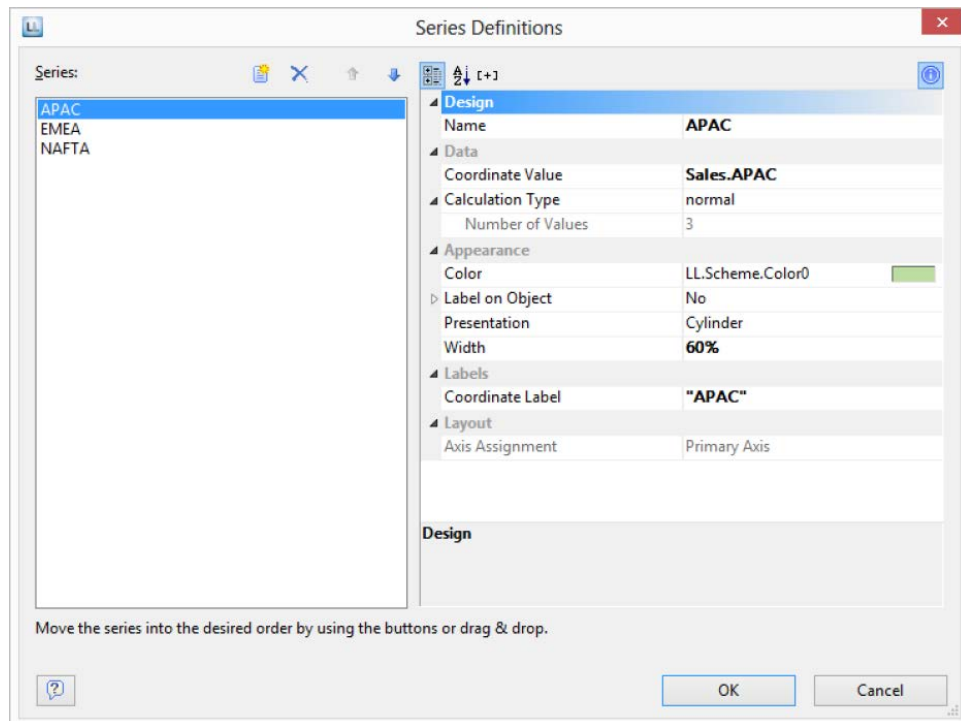 LL Series Definitions
Series:
APAC
EMEA
NAFTA
Design
Name APAC
Data
Coordinate Value Sales.APAC
Calculation Type normal
Number of Values 3
Appearance
Color LL.Scheme.Color0
Label on Object No
Presentation Cylinder
Width 60%
Labels
Coordinate Label "APAC"
Layout
Axis Assignment Primary Axis
Design
Move the series into the desired order by using the buttons or drag & drop.
OK Cancel